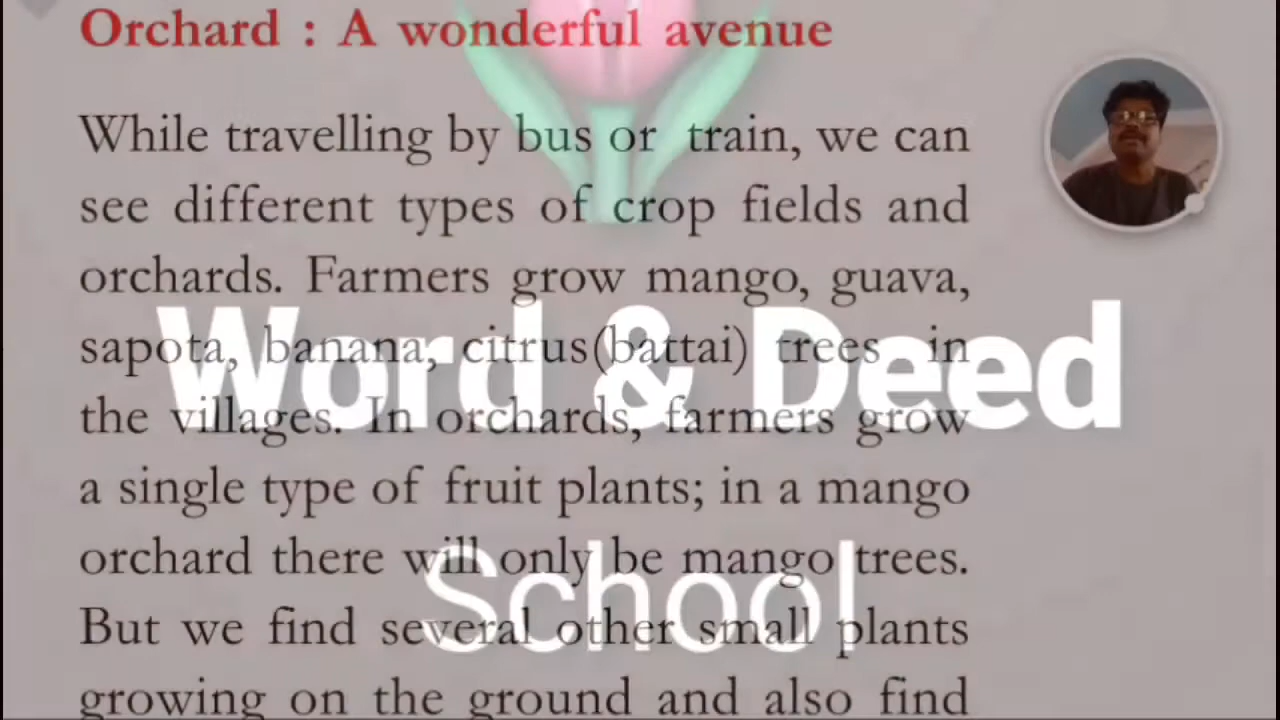 Orchard : A wonderful avenue
While travelling by bus or train, we can
see different types of crop fields and
orchards. Farmers grow mango, guava,
sapota, banana, citrus(battai) trees in
the villages. In orchards, farmers grow
a single type of fruit plants; in a mango
orchard there will only be mango trees.
But we find several other small plants
growing on the ground and also find
Word & Deed
School